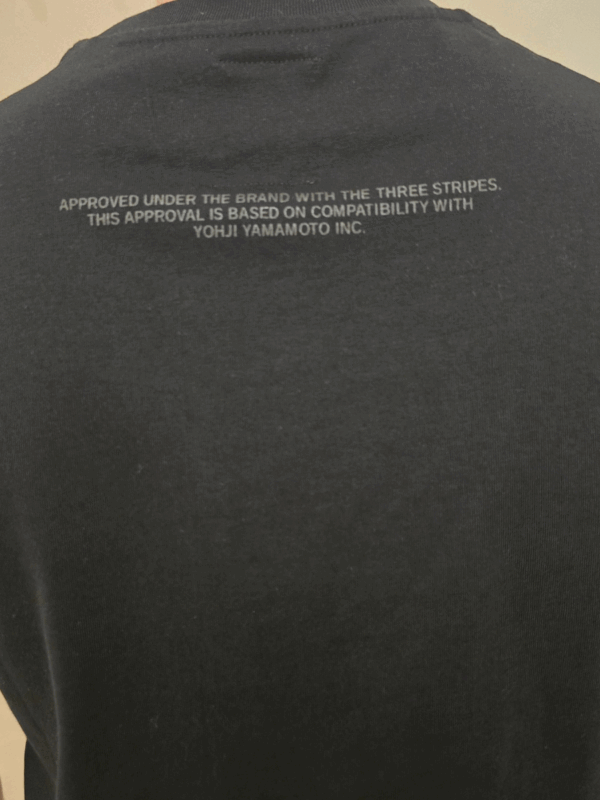 APPROVED UNDER THE BRAND WITH THE THREE STRIPES.
THIS APPROVAL IS BASED ON COMPATIBILITY WITH
YOHJI YAMAMOTO INC.